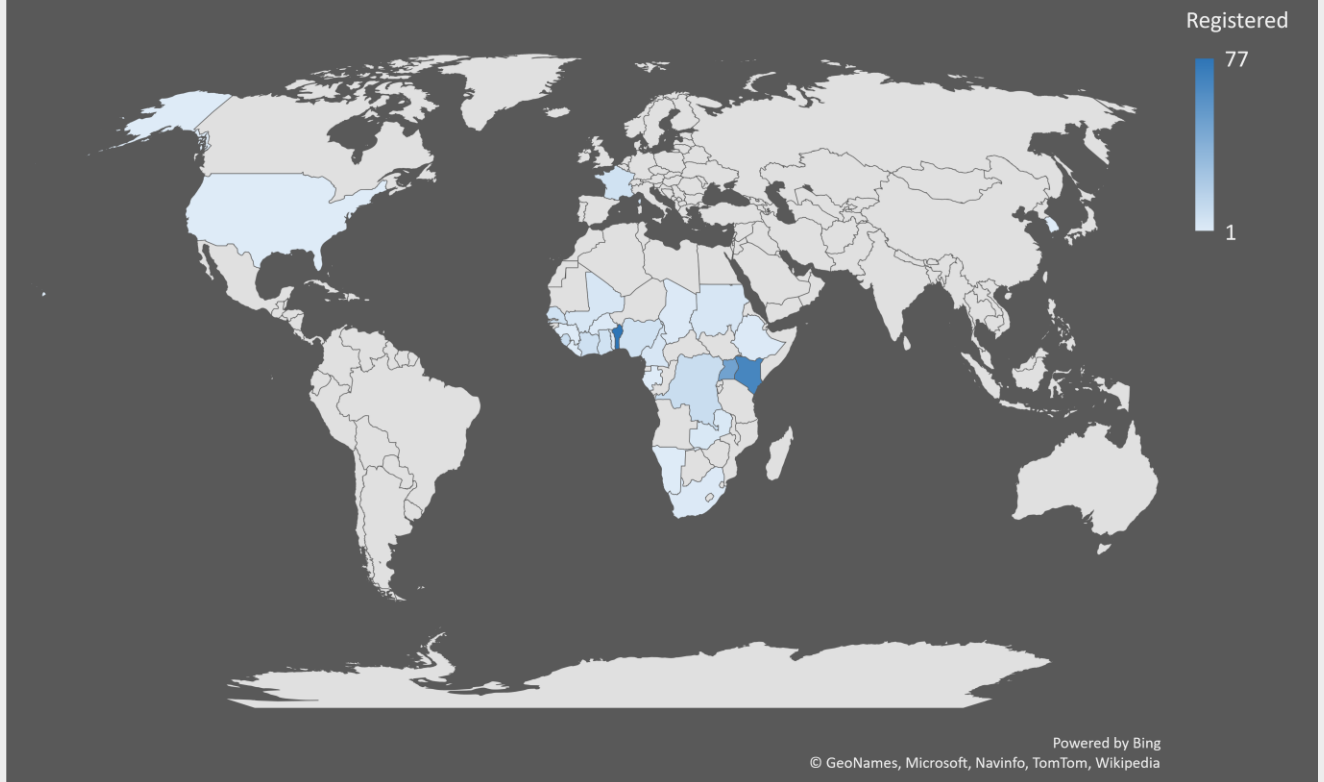 Registered
77
1
Powered by Bing
© GeoNames, Microsoft, Navinfo, TomTom, Wikipedia